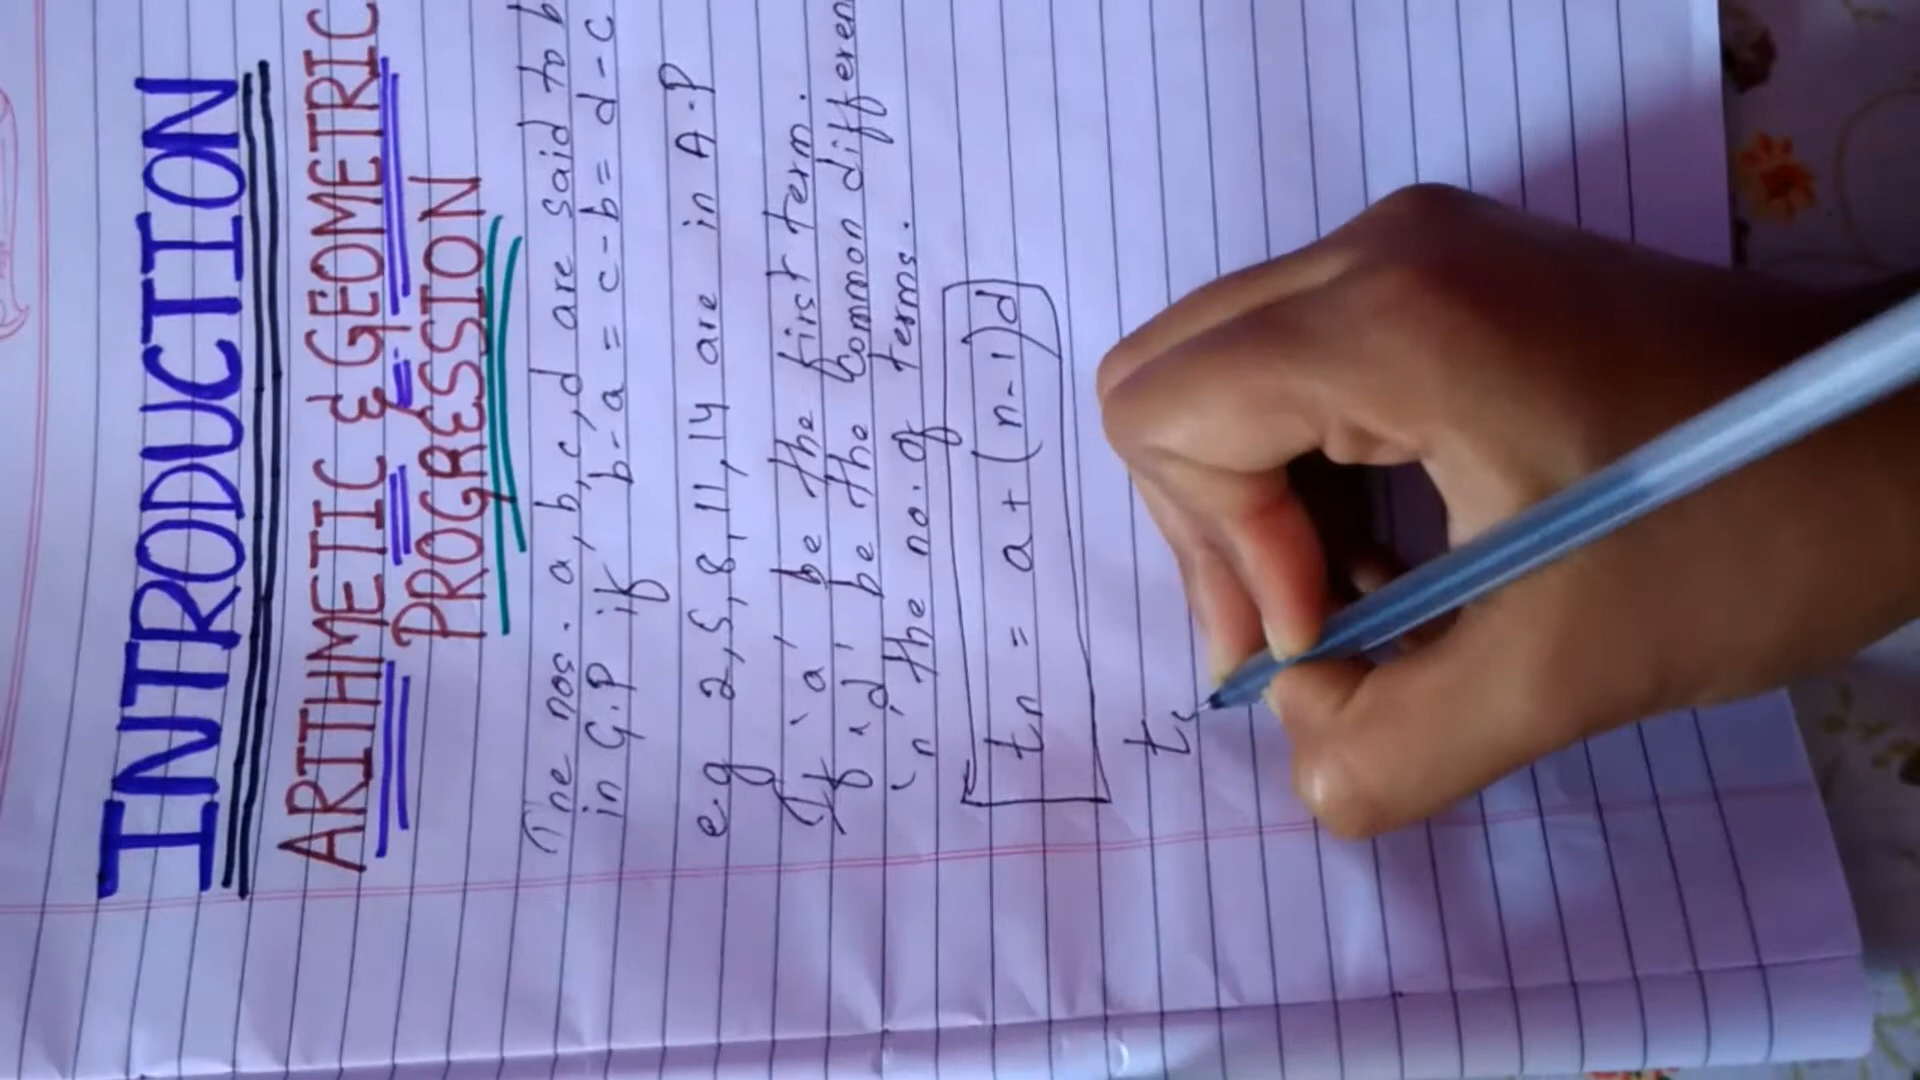 INTRODUCTION
ARITHMETIC & GEOMETRIC
PROGRESSION
The nos. a, b, c, d are said to b
in G.P if b-a = c-b = d-c
e.g 2, 5, 8, 11, 14 are in A.P
If 'a' be the first term.
'd' be the common differen
'n' the no. of terms.
tn = a + (n-1)d
t